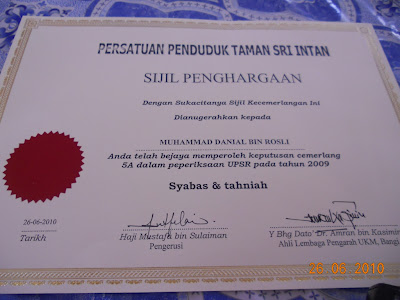 PERSATUAN PENDUDUK TAMAN SRI INTAN
SIJIL PENGHARGAAN
Dengan Sukacitanya Sijil Kecemerlangan Ini
Dianugerahkan kepada
MUHAMMAD DANIAL BIN ROSLI
Anda telah bejaya memperoleh keputusan cemerlang
5A dalam peperiksaan UPSR pada tahun 2009
Syabas & tahniah
26-06-2010
Tarikh
Haji Mustafa bin Sulaiman
Pengerusi
Y Bhg Dato' Dr. Amran bin Kasimin
Ahli Lembaga Pengarah UKM, Bangi
26 06 2010